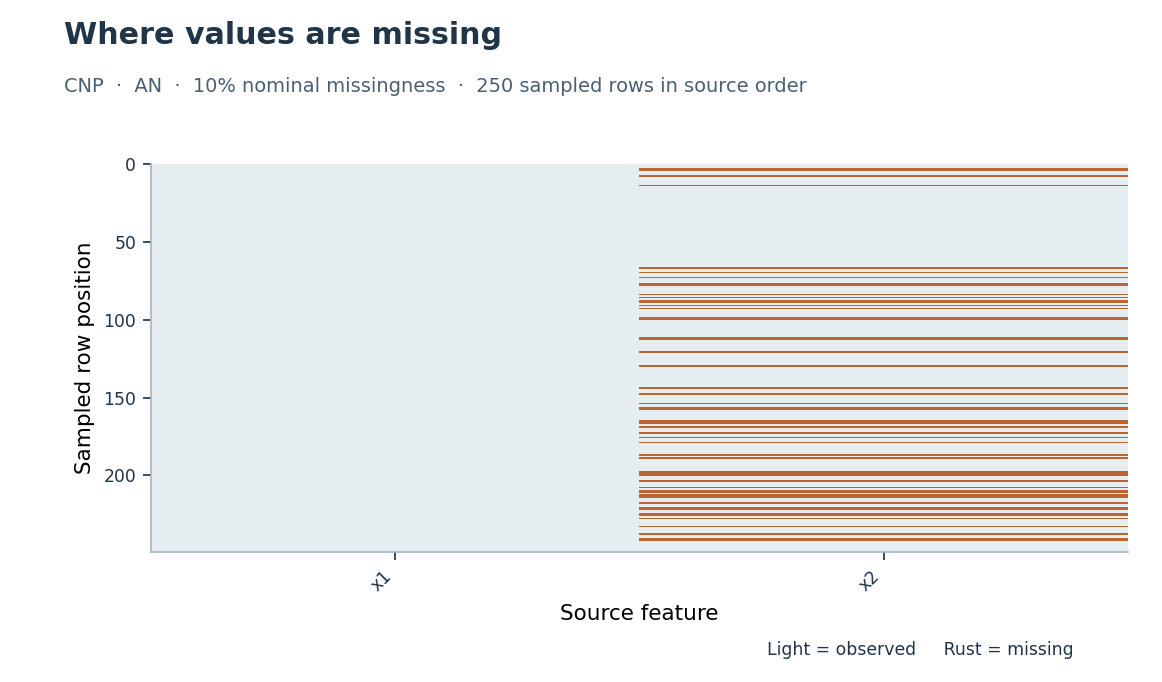 Where values are missing
CNP · AN · 10% nominal missingness · 250 sampled rows in source order
Sampled row position
0
50
100
150
200
x1
x2
Source feature
Light = observed Rust = missing